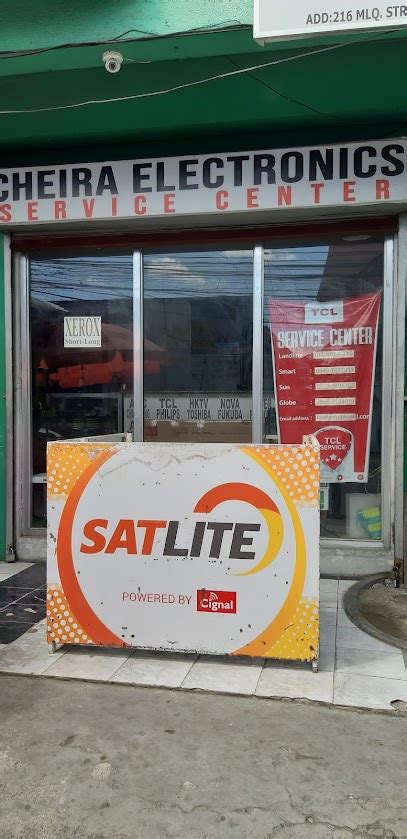 ADD:216 MLQ. STR
CHEIRA ELECTRONICS
SERVICE CENTER
XEROX
Short-Long
TCL
SERVICE CENTER
Landline :
Smart :
Sun :
Globe :
Email address :
TCL HKTV NOVA
PHILIPS TOSHIBA FUKUDA
TCL
SERVICE
SATLITE
POWERED BY Cignal